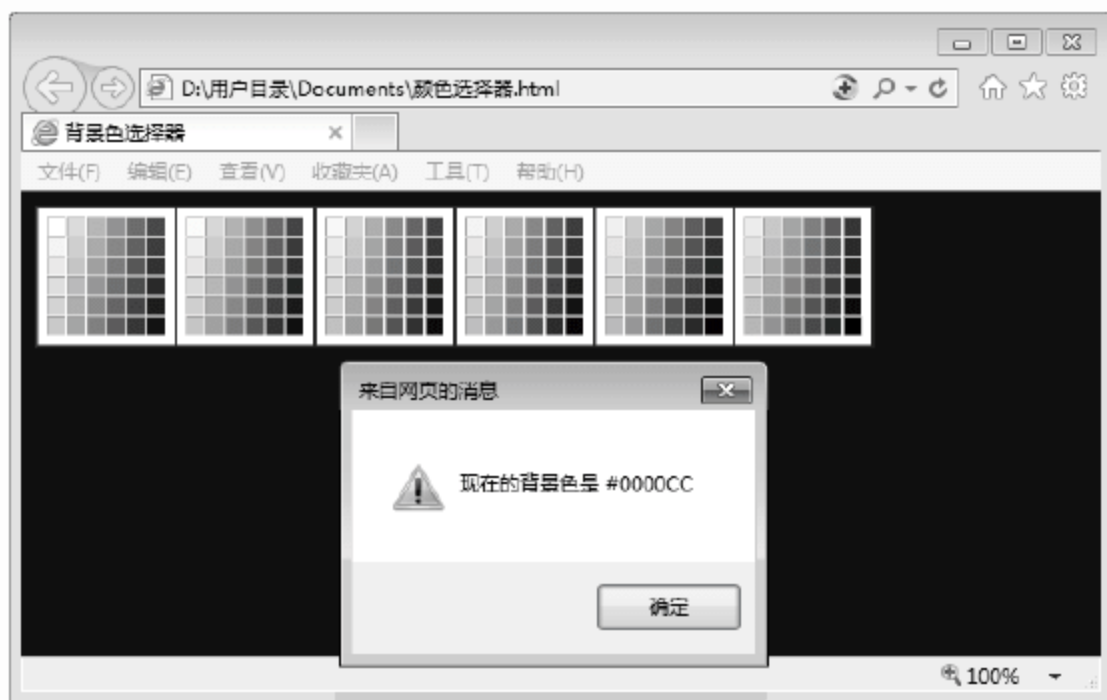 D:\用户目录\Documents\颜色选择器.html
背景色选择器
文件(F) 编辑(E) 查看(V) 收藏夹(A) 工具(T) 帮助(H)
来自网页的消息
现在的背景色是 #0000CC
确定
100%